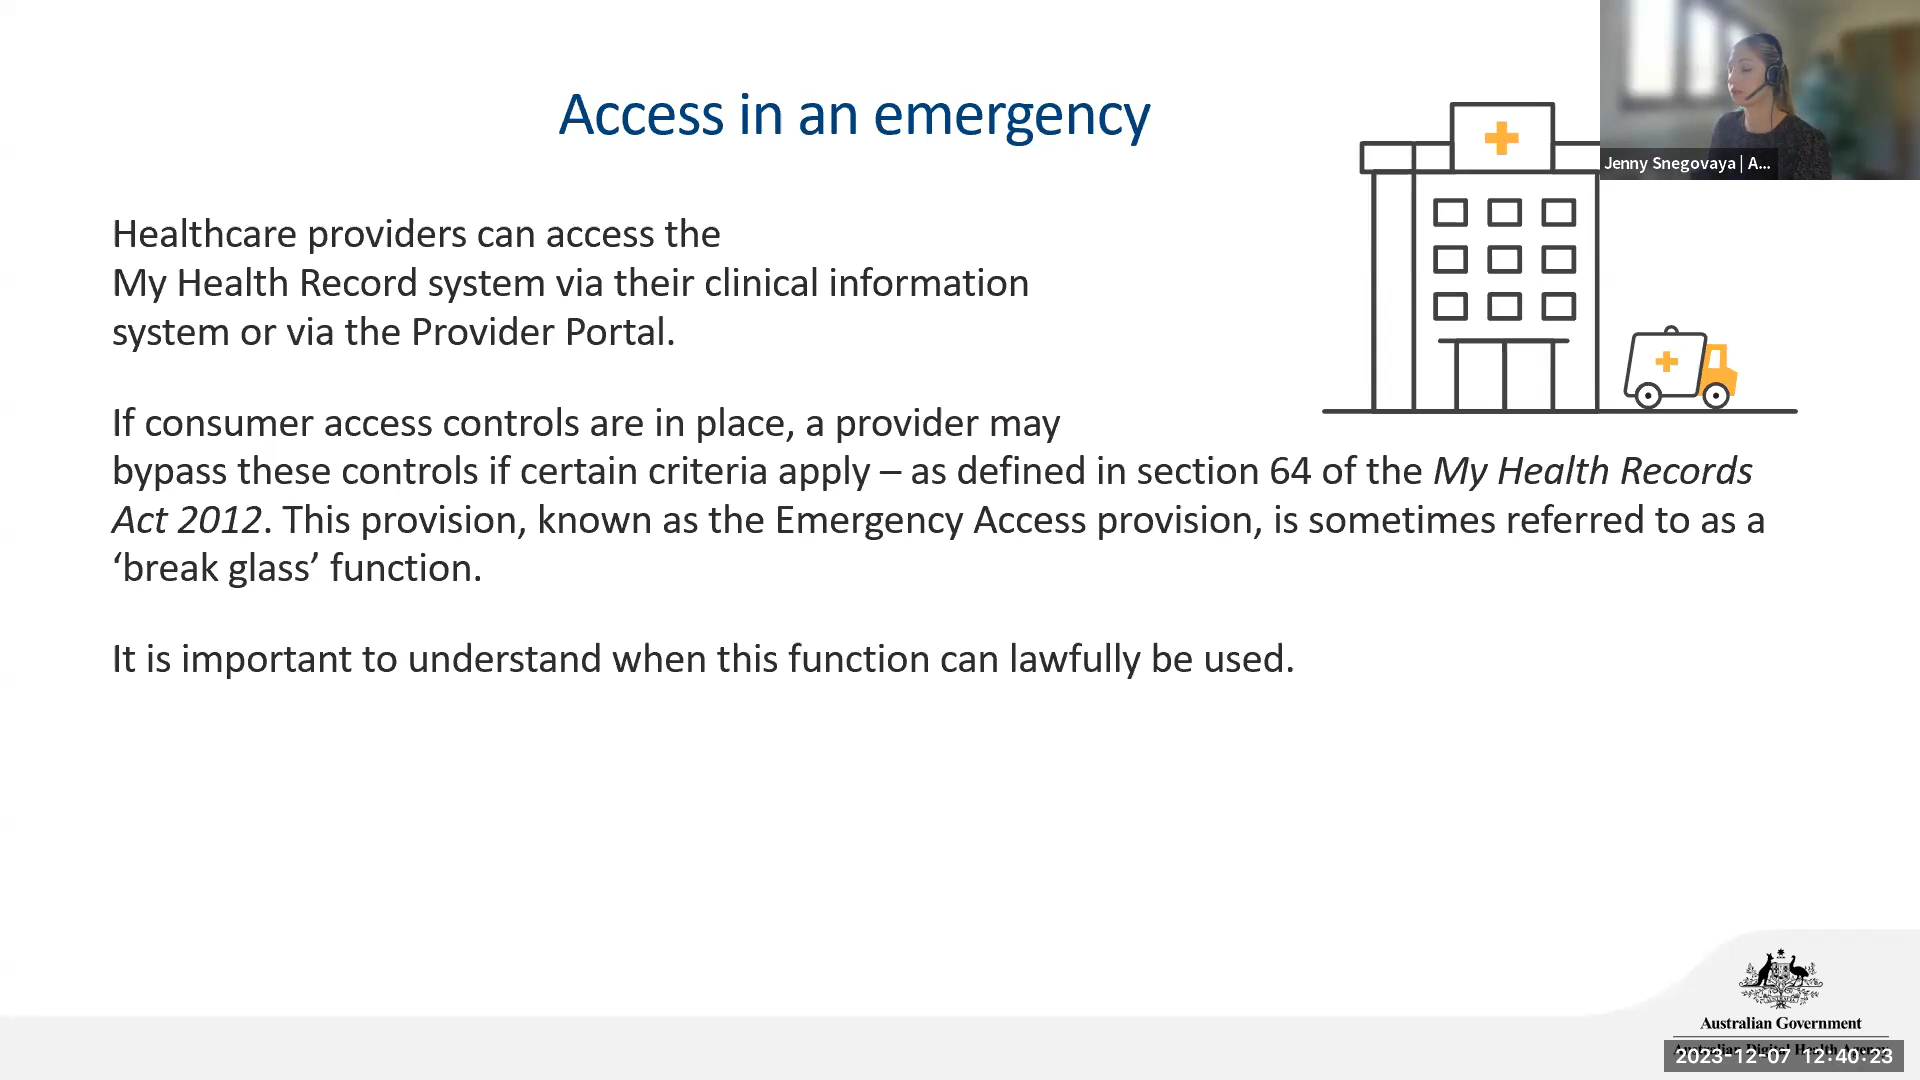 Access in an emergency
Jenny Snegovaya | A...
Healthcare providers can access the
My Health Record system via their clinical information
system or via the Provider Portal.
If consumer access controls are in place, a provider may
bypass these controls if certain criteria apply – as defined in section 64 of the My Health Records
Act 2012. This provision, known as the Emergency Access provision, is sometimes referred to as a
‘break glass’ function.
It is important to understand when this function can lawfully be used.
Australian Government
Australian Digital Health Agency
2023-12-07 12:40:23